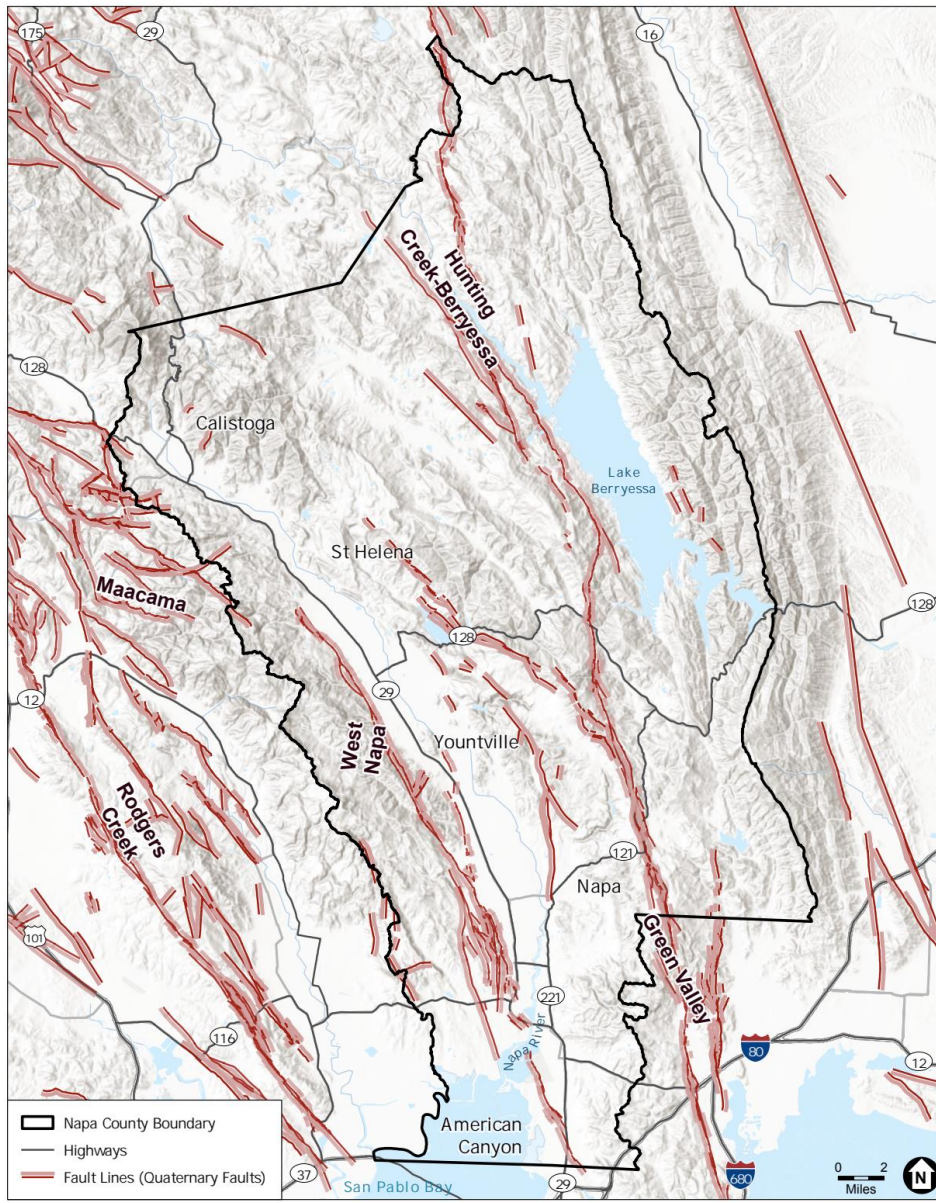 175
29
16
Hunting
Creek-Berryessa
128
Calistoga
Lake
Berryessa
St Helena
Maacama
128
128
12
29
West
Napa
Yountville
Rodgers
Creek
121
Napa
101
Green Valley
221
116
Napa River
80
12
Napa County Boundary
Highways
Fault Lines (Quaternary Faults)
American
Canyon
37
San Pablo Bay
29
680
0 2
Miles
N